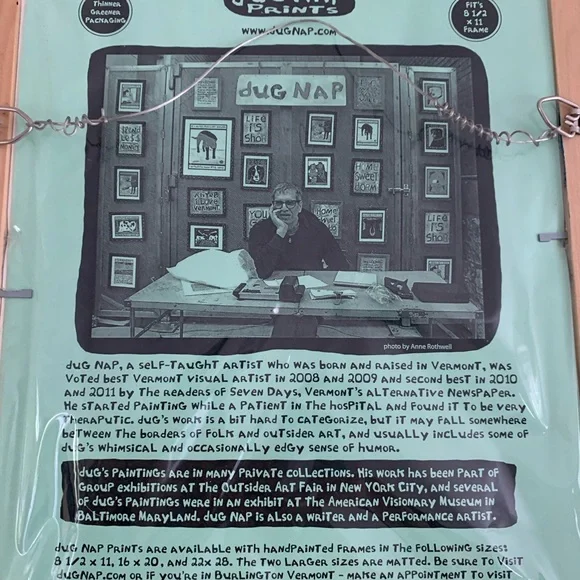 THINNER
GREENER
PACNAGING
PRINTS
www.dugNap.com
FiT'S
8 1/2
x 11
FRAME
dUG NAP
LIFE
I'S
SHORT
HOME
SWEET
HOME
YOU
LIFE
I'S
SHORT
photo by Anne Rothwell
dUG NAP, A SELF-TAUGHT ARTIST WHO WAS BORN AND RAISED IN VERMONT, WAS
VOTED BEST VERMONT VISUAL ARTIST IN 2008 AND 2009 AND SECOND BEST IN 2010
AND 2011 BY THE READERS OF SEVEN DAYS, VERMONT'S ALTERNATIVE NEWSPAPER.
HE STARTED PAINTING WHILE A PATIENT IN THE HOSPITAL AND FOUND IT TO BE VERY
THERAPUTIC. dUG'S WORK IS A BIT HARD TO CATEGORIZE, BUT IT MAY FALL SOMEWHERE
BETWEEN THE BORDERS OF FOLK AND OUTSIDER ART, AND USUALLY INCLUDES SOME OF
dUG'S WHIMSICAL AND OCCASIONALLY EDGY SENSE OF HUMOR.
dUG'S PAINTINGS ARE IN MANY PRIVATE COLLECTIONS. HIS WORK HAS BEEN PART OF
GROUP EXHIBITIONS AT THE OUTSIDER ART FAIR IN NEW YORK CITY, AND SEVERAL
OF dUG'S PAINTINGS WERE IN AN EXHIBIT AT THE AMERICAN VISIONARY MUSEUM IN
BALTIMORE MARYLAND. dUG NAP IS ALSO A WRITER AND A PERFORMANCE ARTIST.
dUG NAP PRINTS ARE AVAILABLE WITH HANDPAINTED FRAMES IN THE FOLLOWING SIZES:
8 1/2 x 11, 16 x 20, AND 22x 28. THE TWO LARGER SIZES ARE MATTED. BE SURE TO VISIT
dUGNAP.COM OR IF YOU'RE IN BURLINGTON VERMONT - MAKE AN APPOINTMENT TO VISIT